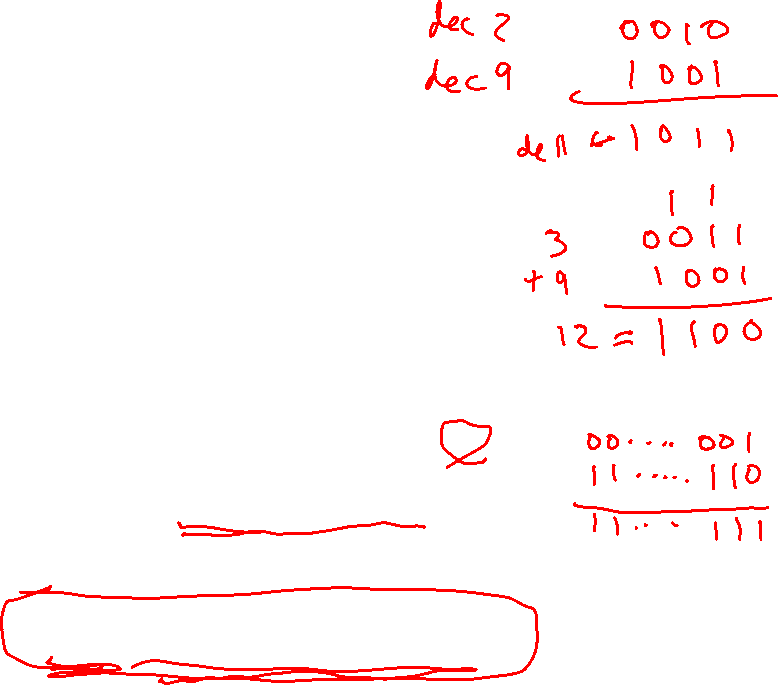 dec 2 0010
dec 9 1001
de 11 ← 1011
1 1
3 0011
+9 1001
12 = 1100
00.... 001
11..... 110
11... 111